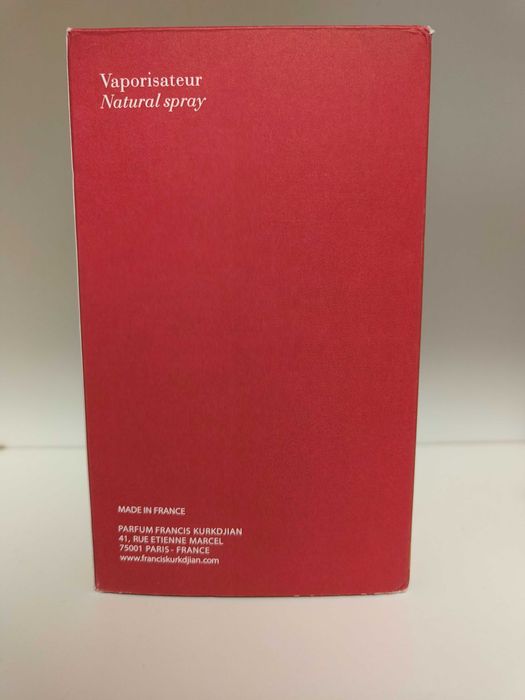 Vaporisateur
Natural spray
MADE IN FRANCE
PARFUM FRANCIS KURKDJIAN
41, RUE ETIENNE MARCEL
75001 PARIS - FRANCE
www.franciskurkdjian.com